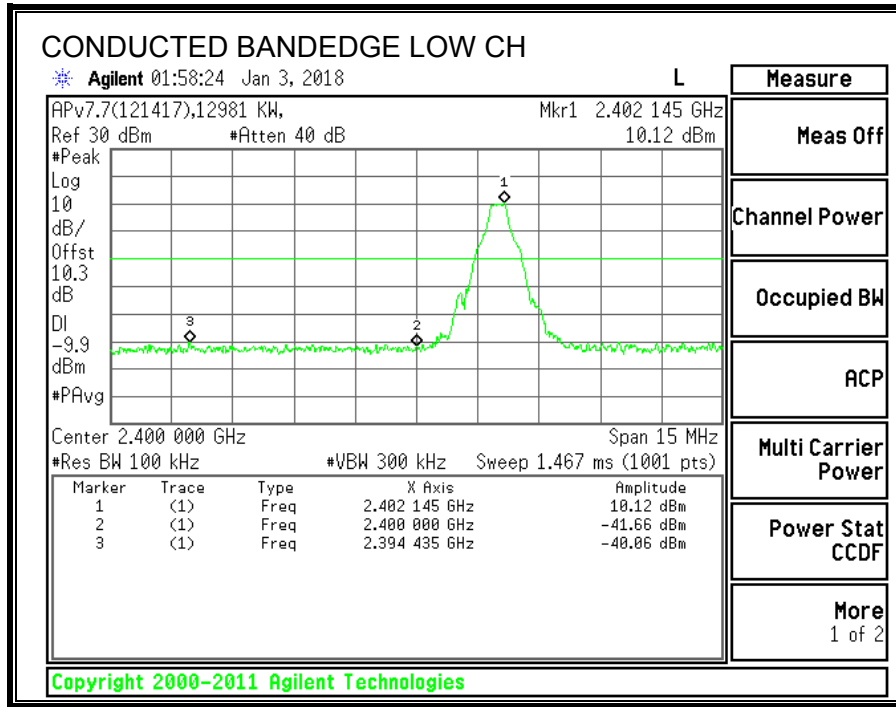 CONDUCTED BANDEDGE LOW CH
Agilent 01:58:24 Jan 3, 2018 L
APv7.7(121417),12981 KW, Mkr1 2.402 145 GHz
Ref 30 dBm #Atten 40 dB 10.12 dBm
#Peak
Log
10
dB/
Offst
10.3
dB
DI
-9.9
dBm
#PAvg
1
2
3
Center 2.400 000 GHz Span 15 MHz
#Res BW 100 kHz #VBW 300 kHz Sweep 1.467 ms (1001 pts)
Marker Trace Type X Axis Amplitude
1 (1) Freq 2.402 145 GHz 10.12 dBm
2 (1) Freq 2.400 000 GHz -41.66 dBm
3 (1) Freq 2.394 435 GHz -40.06 dBm
Measure
Meas Off
Channel Power
Occupied BW
ACP
Multi Carrier
Power
Power Stat
CCDF
More
1 of 2
Copyright 2000-2011 Agilent Technologies